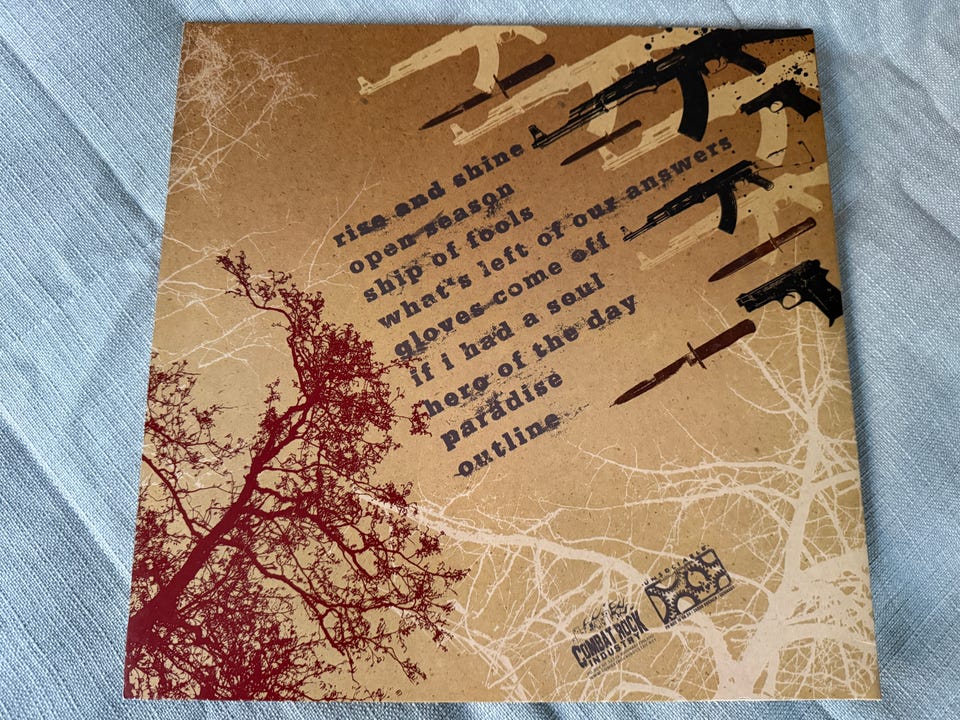 rise and shine
open season
ship of fools
what's left of our answers
gloves come off
if i had a soul
hero of the day
paradise
outline
COMBAT ROCK
INDUSTRY